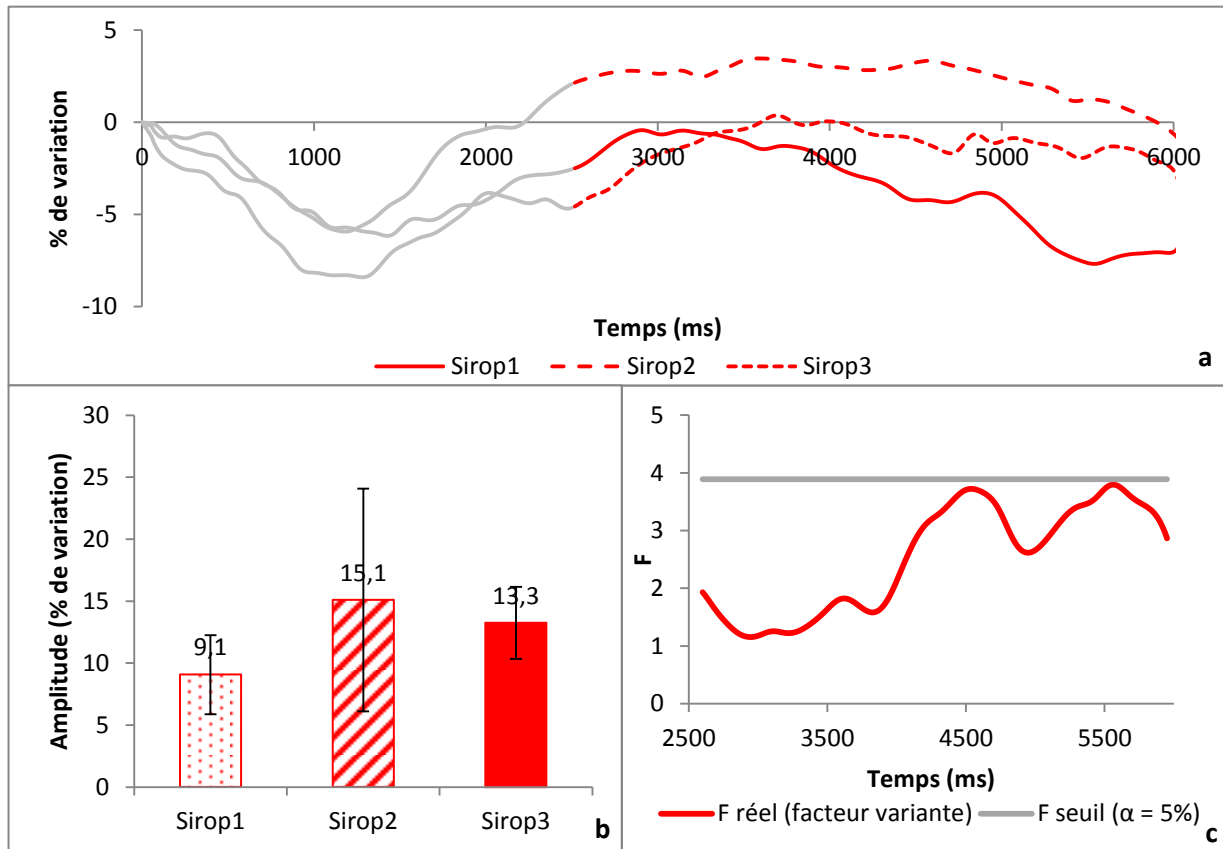 5
0
-5
-10
% de variation
0 1000 2000 3000 4000 5000 6000
Temps (ms)
Sirop1 Sirop2 Sirop3
a
30
25
20
15
10
5
0
Amplitude (% de variation)
9,1
15,1
13,3
Sirop1 Sirop2 Sirop3
b
5
4
3
2
1
0
F
2500 3500 4500 5500
Temps (ms)
F réel (facteur variante) F seuil (α = 5%)
c